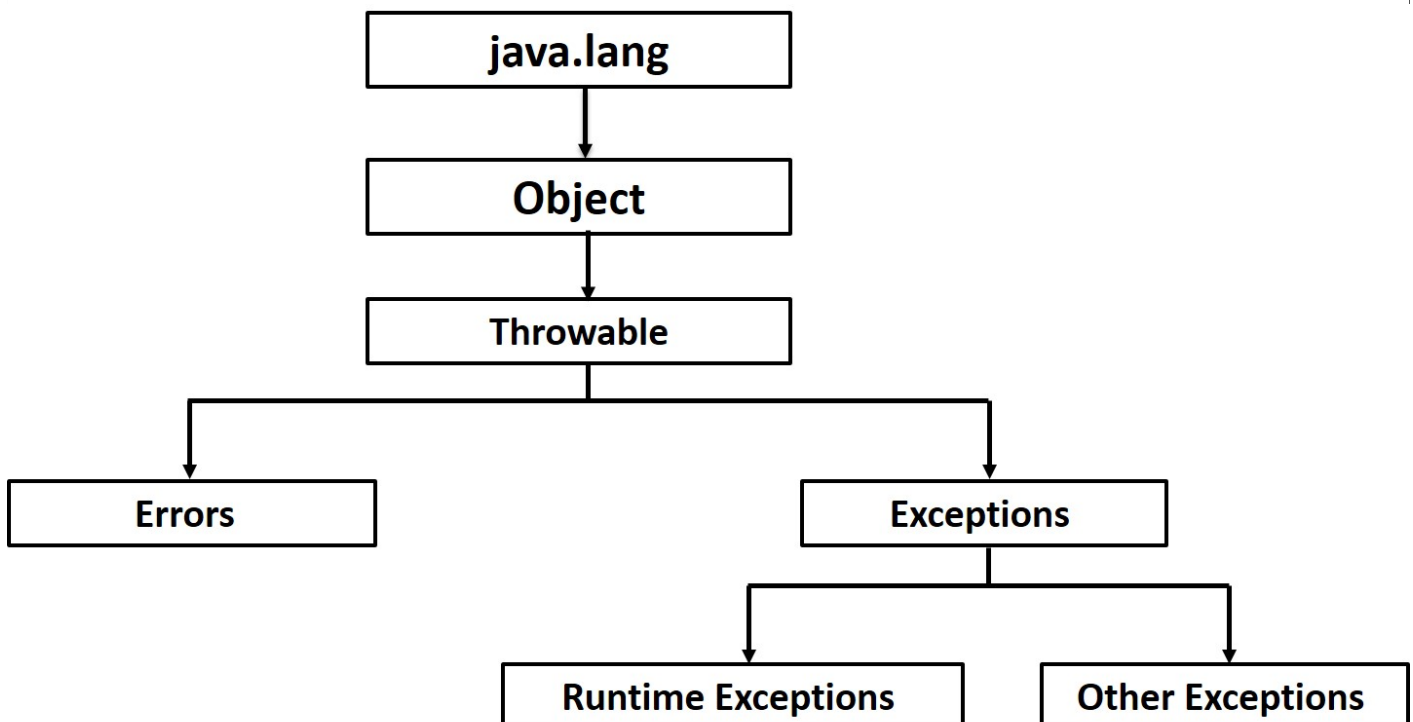 java.lang
Object
Throwable
Errors
Exceptions
Runtime Exceptions
Other Exceptions